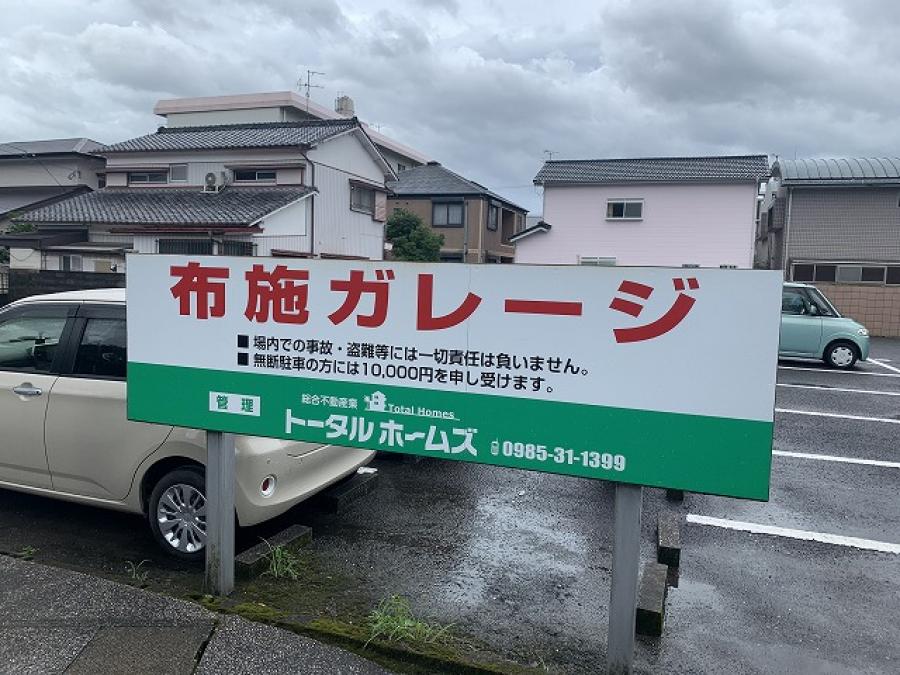 布施ガレージ
■ 場内での事故・盗難等には一切責任は負いません。
■ 無断駐車の方には10,000円を申し受けます。
管理
総合不動産業 Total Homes
トータルホームズ 0985-31-1399